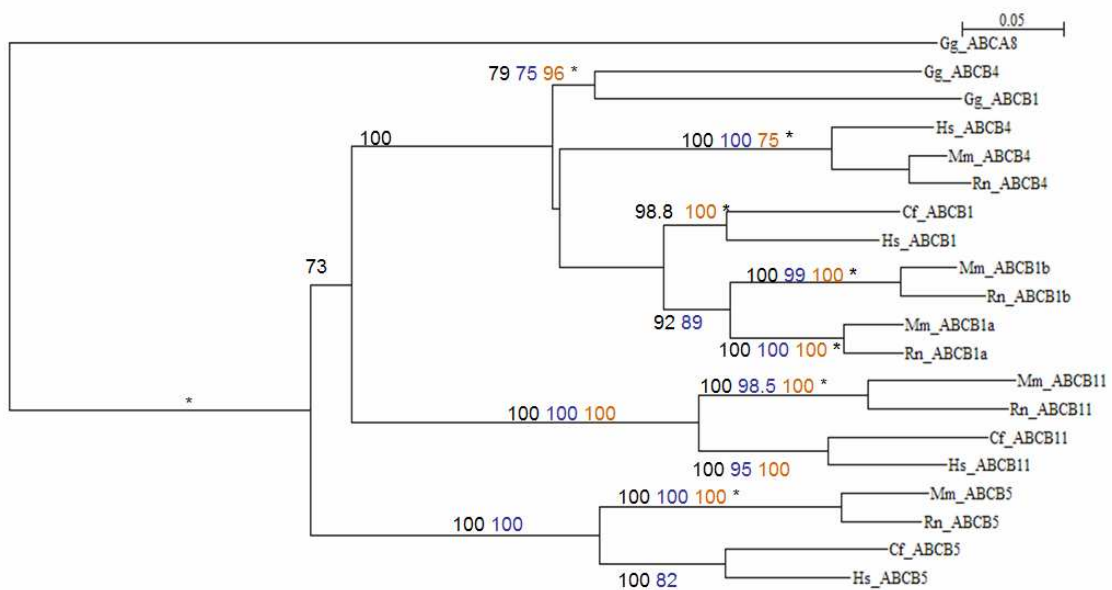 0.05
Gg_ABCA8
79 75 96 *
Gg_ABCB4
Gg_ABCB1
100
100 100 75 *
Hs_ABCB4
Mm_ABCB4
Rn_ABCB4
98.8 100 *
Cf_ABCB1
Hs_ABCB1
73
100 99 100 *
Mm_ABCB1b
Rn_ABCB1b
92 89
Mm_ABCB1a
100 100 100 *
Rn_ABCB1a
100 98.5 100 *
Mm_ABCB11
*
100 100 100
Rn_ABCB11
Cf_ABCB11
100 95 100
Hs_ABCB11
100 100 100 *
Mm_ABCB5
100 100
Rn_ABCB5
Cf_ABCB5
100 82
Hs_ABCB5